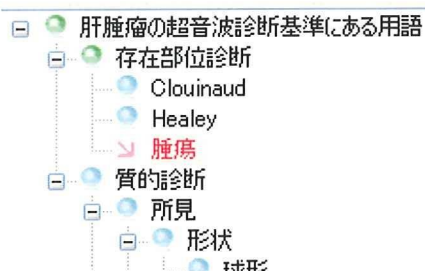 肝腫瘤の超音波診断基準にある用語
存在部位診断
Clouinaud
Healey
腫瘍
質的診断
所見
形状
球形